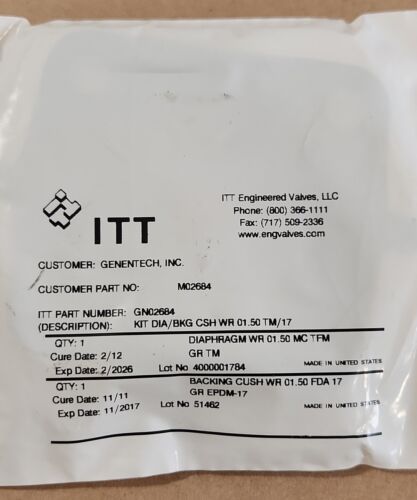 ITT
ITT Engineered Valves, LLC
Phone: (800) 366-1111
Fax: (717) 509-2336
www.engvalves.com
CUSTOMER: GENENTECH, INC.
CUSTOMER PART NO: M02684
ITT PART NUMBER: GN02684
(DESCRIPTION): KIT DIA/BKG CSH WR 01.50 TM/17
QTY: 1 DIAPHRAGM WR 01.50 MC TFM
Cure Date: 2/12 GR TM
Exp Date: 2/2026 Lot No 4000001784 MADE IN UNITED STATES
QTY: 1 BACKING CUSH WR 01.50 FDA 17
Cure Date: 11/11 GR EPDM-17
Exp Date: 11/2017 Lot No 51462 MADE IN UNITED STATES